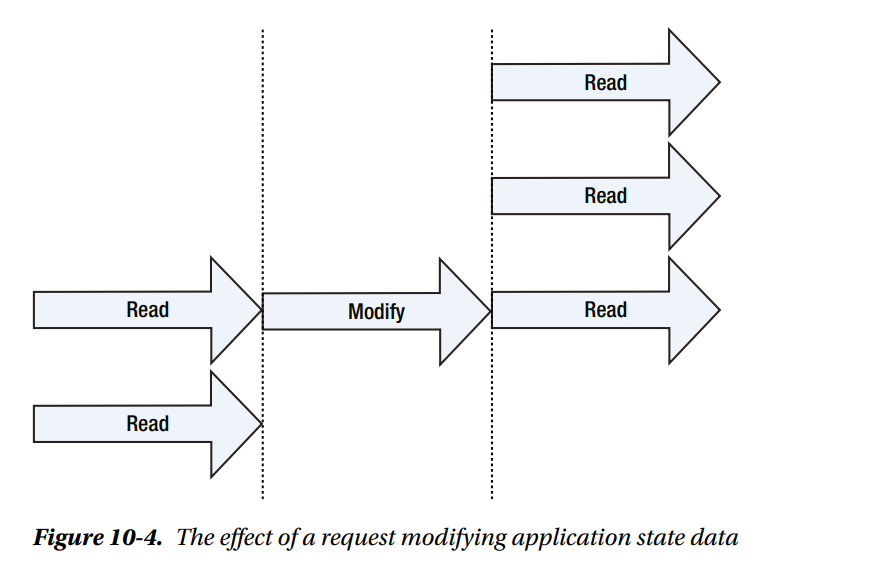 Read
Read
Read
Modify
Read
Read
Figure 10-4. The effect of a request modifying application state data